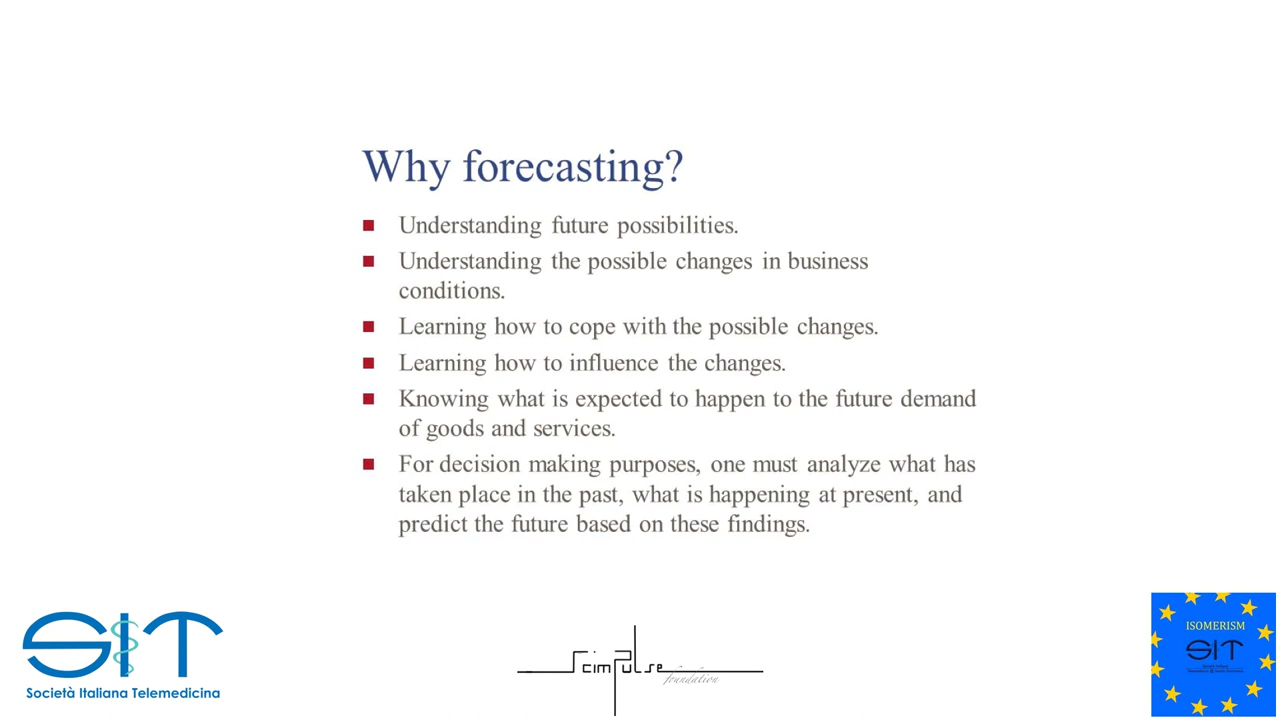 Why forecasting?
Understanding future possibilities.
Understanding the possible changes in business
conditions.
Learning how to cope with the possible changes.
Learning how to influence the changes.
Knowing what is expected to happen to the future demand
of goods and services.
For decision making purposes, one must analyze what has
taken place in the past, what is happening at present, and
predict the future based on these findings.
SIT
Società Italiana Telemedicina
Scimpulse
foundation
ISOMERISM
SIT